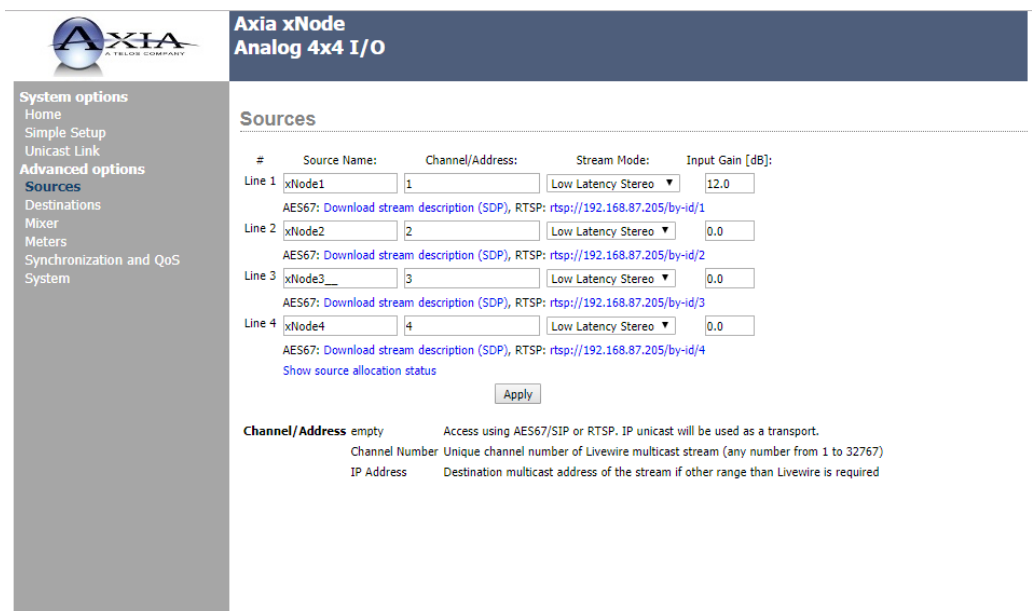 AXIA
A TELOS COMPANY
Axia xNode
Analog 4x4 I/O
System options
Home
Simple Setup
Unicast Link
Advanced options
Sources
Destinations
Mixer
Meters
Synchronization and QoS
System
Sources
# Source Name: Channel/Address: Stream Mode: Input Gain [dB]:
Line 1 xNode1 1 Low Latency Stereo ▼ 12.0
AES67: Download stream description (SDP), RTSP: rtsp://192.168.87.205/by-id/1
Line 2 xNode2 2 Low Latency Stereo ▼ 0.0
AES67: Download stream description (SDP), RTSP: rtsp://192.168.87.205/by-id/2
Line 3 xNode3__ 3 Low Latency Stereo ▼ 0.0
AES67: Download stream description (SDP), RTSP: rtsp://192.168.87.205/by-id/3
Line 4 xNode4 4 Low Latency Stereo ▼ 0.0
AES67: Download stream description (SDP), RTSP: rtsp://192.168.87.205/by-id/4
Show source allocation status
Apply
Channel/Address empty Access using AES67/SIP or RTSP. IP unicast will be used as a transport.
Channel Number Unique channel number of Livewire multicast stream (any number from 1 to 32767)
IP Address Destination multicast address of the stream if other range than Livewire is required